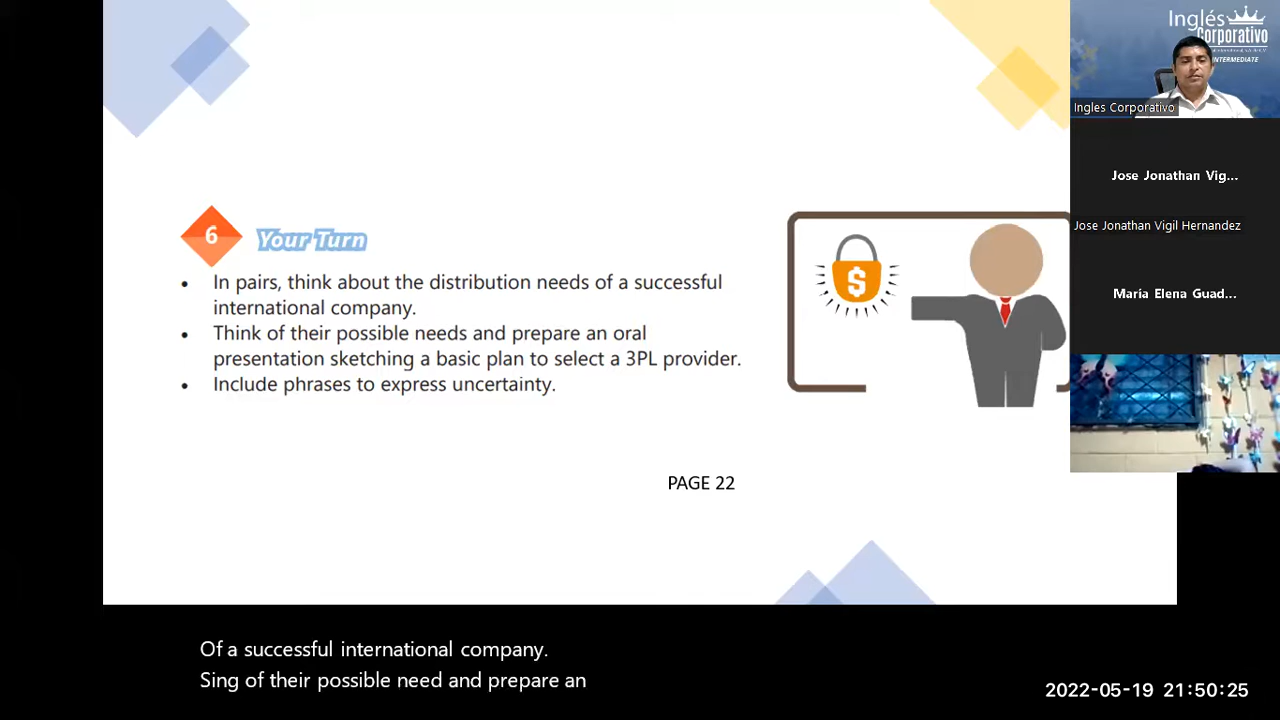 Inglés
Corporativo
INTERMEDIATE
Ingles Corporativo
Jose Jonathan Vig...
Jose Jonathan Vigil Hernandez
María Elena Guad...
6
Your Turn
• In pairs, think about the distribution needs of a successful
international company.
• Think of their possible needs and prepare an oral
presentation sketching a basic plan to select a 3PL provider.
• Include phrases to express uncertainty.
$
PAGE 22
Of a successful international company.
Sing of their possible need and prepare an
2022-05-19 21:50:25